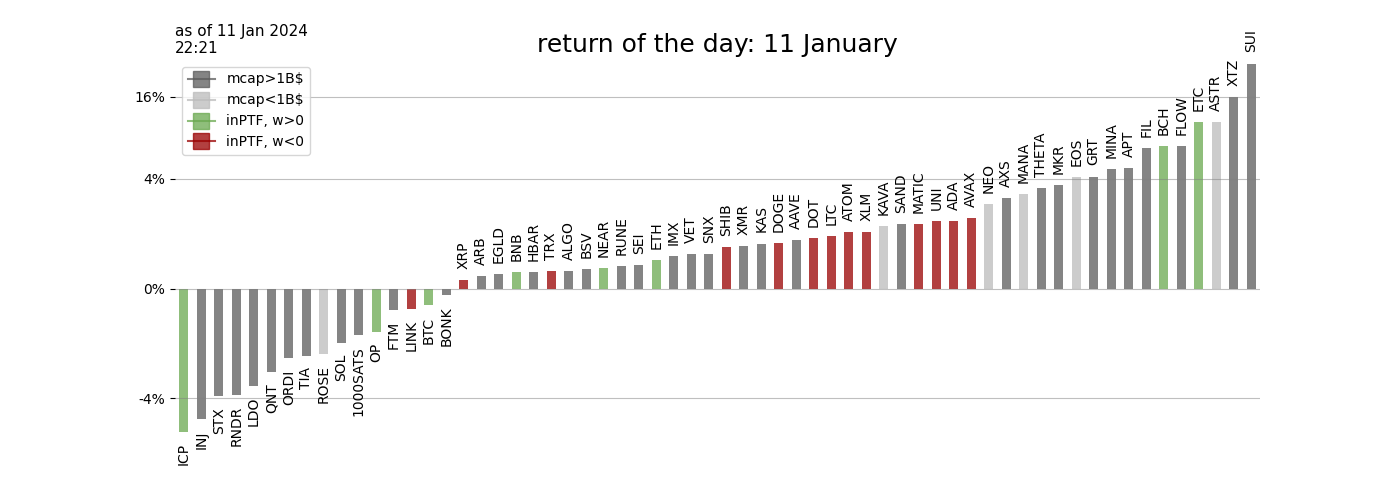 as of 11 Jan 2024
22:21
return of the day: 11 January
mcap>1B$
mcap<1B$
inPTF, w>0
inPTF, w<0
16%
4%
0%
-4%
ICP
INJ
STX
RNDR
LDO
QNT
ORDI
TIA
ROSE
SOL
1000SATS
OP
FTM
LINK
BTC
BONK
XRP
ARB
EGLD
BNB
HBAR
TRX
ALGO
BSV
NEAR
RUNE
SEI
ETH
IMX
VET
SNX
SHIB
XMR
KAS
DOGE
AAVE
DOT
LTC
ATOM
XLM
KAVA
SAND
MATIC
UNI
ADA
AVAX
NEO
AXS
MANA
THETA
MKR
EOS
GRT
MINA
APT
FIL
BCH
FLOW
ETC
ASTR
XTZ
SUI